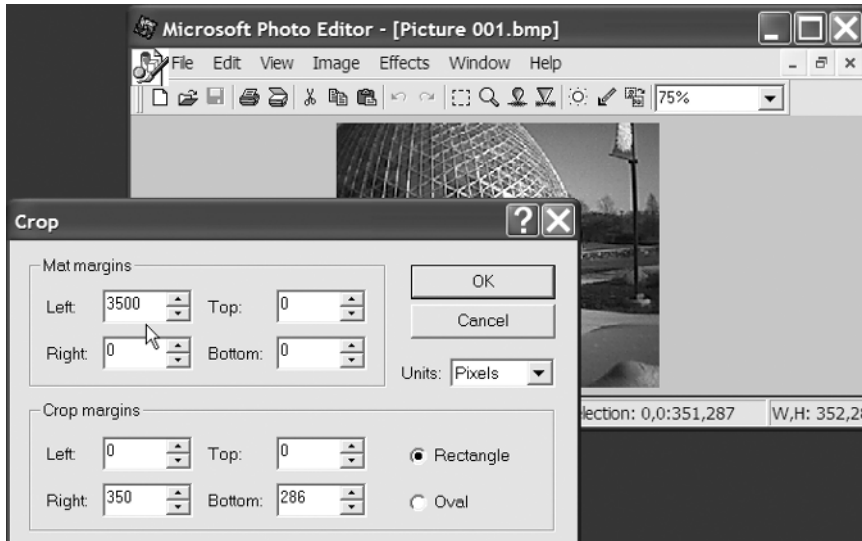 Microsoft Photo Editor - [Picture 001.bmp]
File Edit View Image Effects Window Help
75%
Crop
Mat margins
Left: 3500 Top: 0
Right: 0 Bottom: 0
OK
Cancel
Units: Pixels
Crop margins
Left: 0 Top: 0
Right: 350 Bottom: 286
Rectangle
Oval
lection: 0,0:351,287
W,H: 352,28